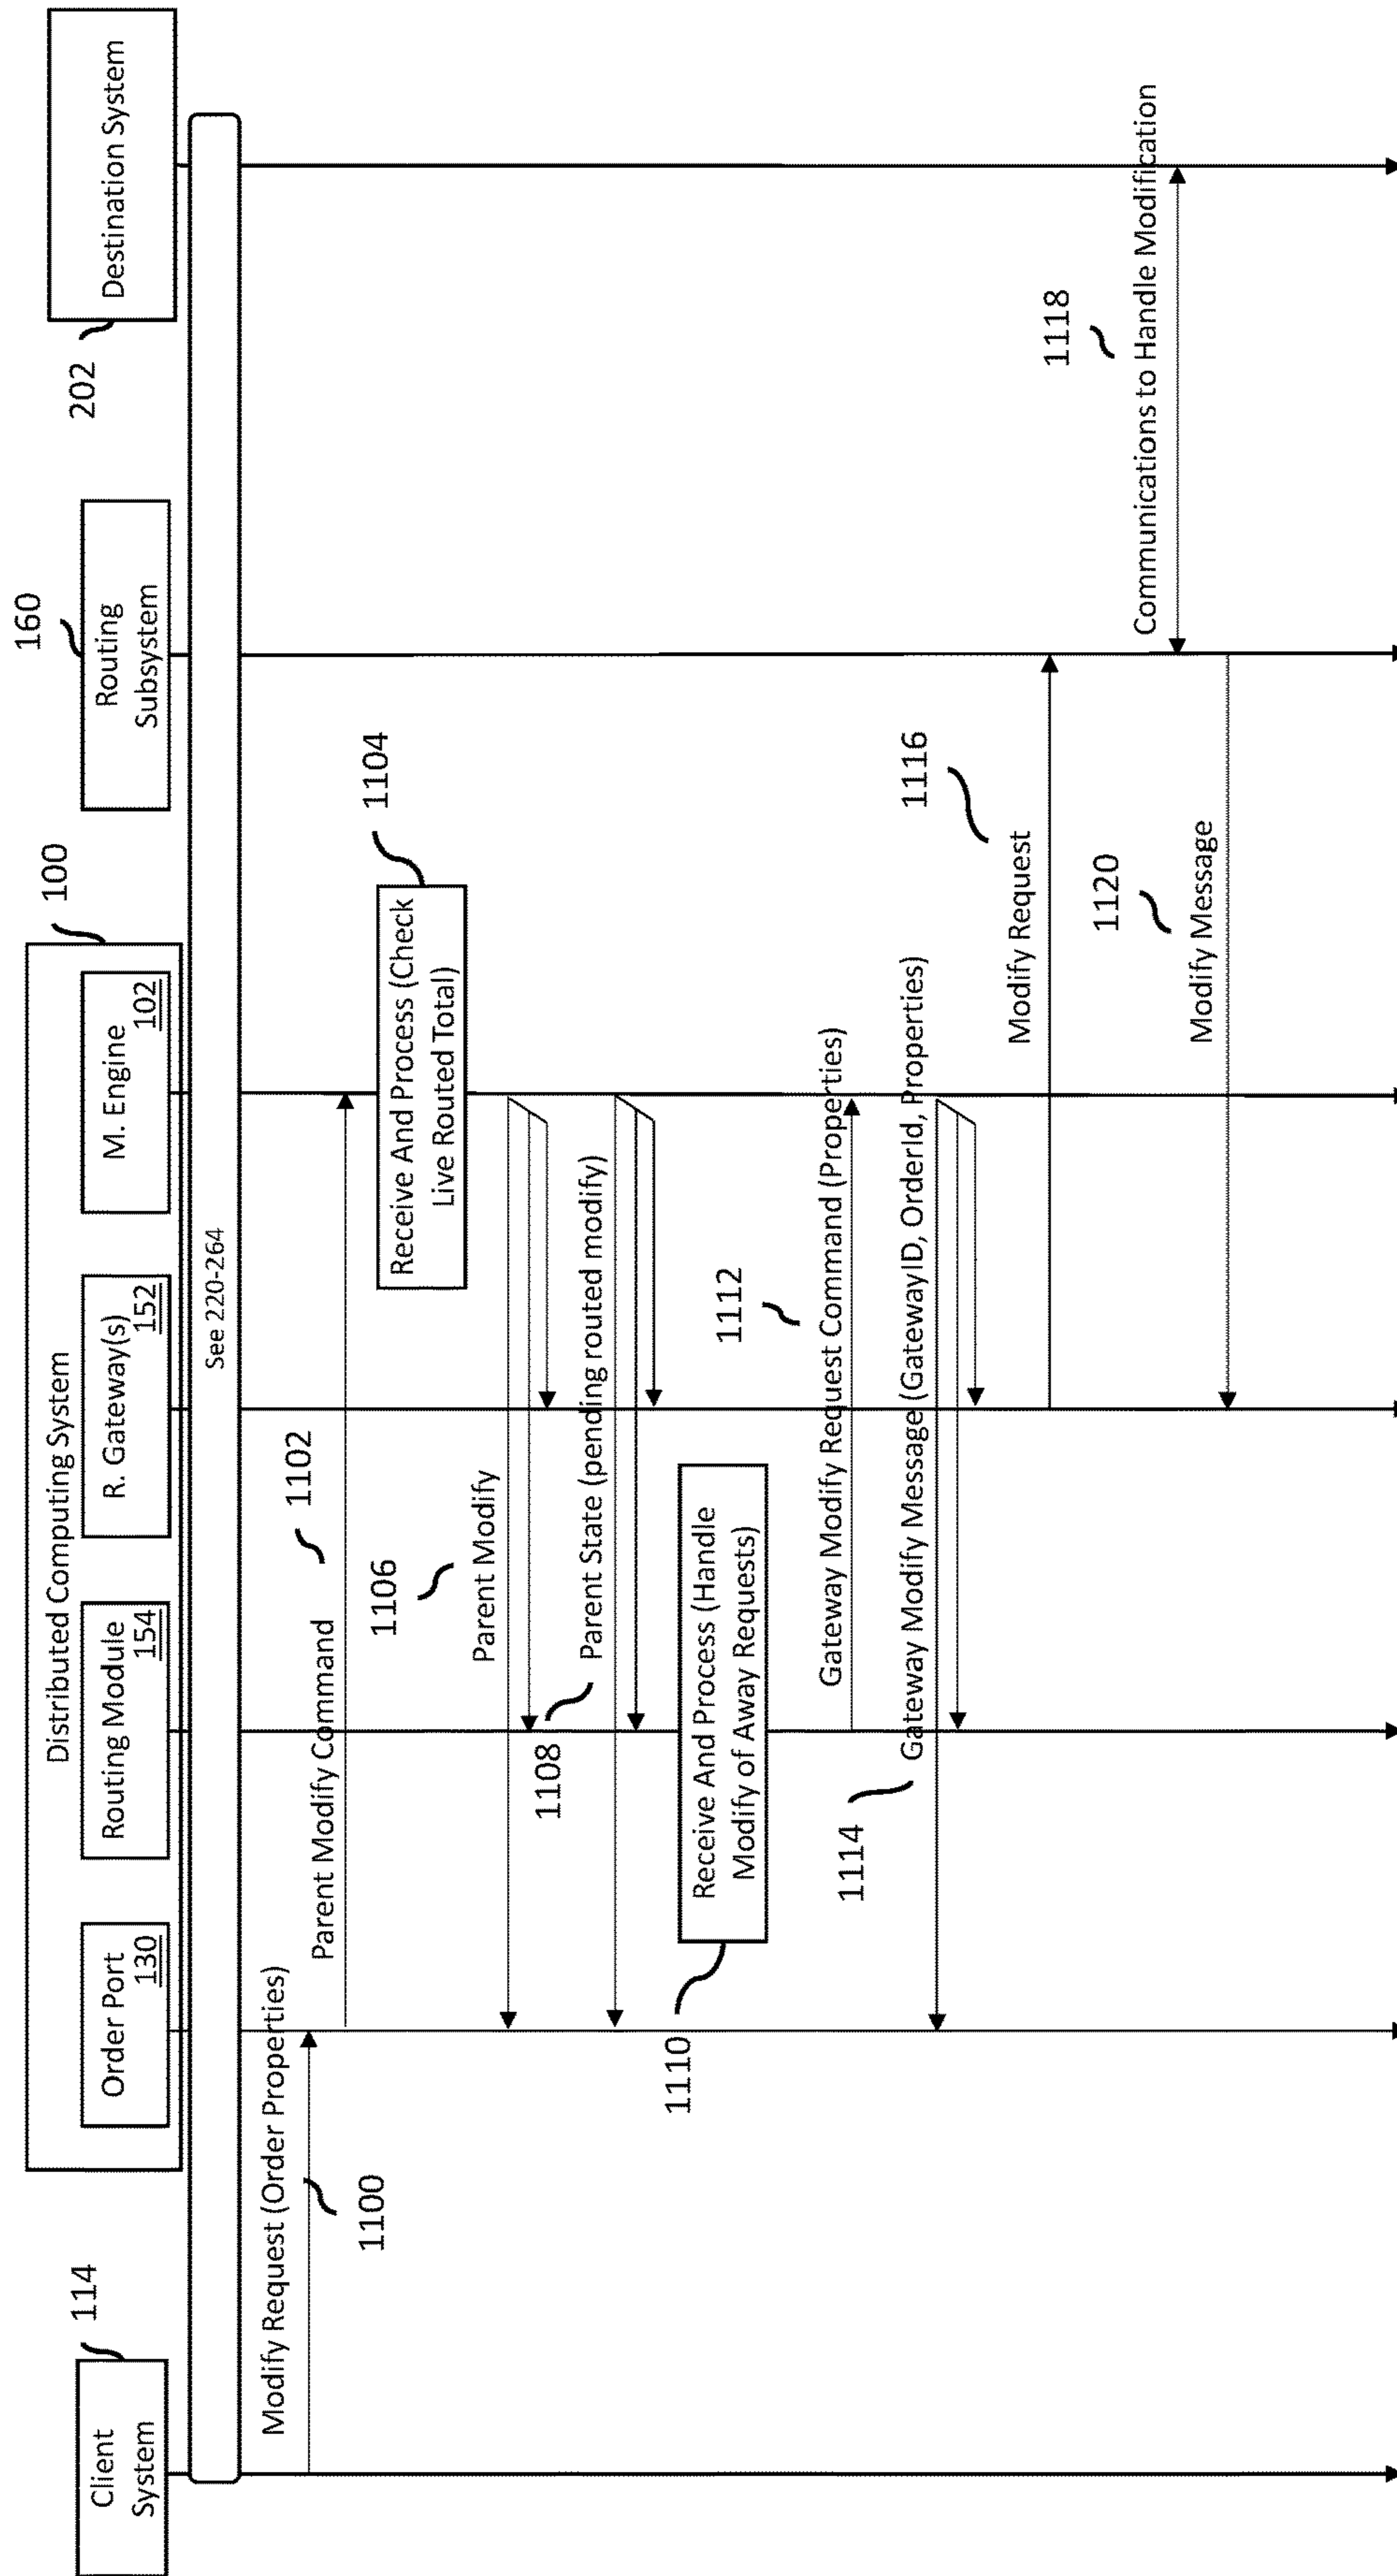 Distributed Computing System
100
114
Client
System
Order Port
130
Routing Module
154
R. Gateway(s)
152
M. Engine
102
160
Routing
Subsystem
202
Destination System
See 220-264
Modify Request (Order Properties)
1100
Parent Modify Command
1102
Receive And Process (Check
Live Routed Total)
1104
1106
Parent Modify
1108
Parent State (pending routed modify)
1110
Receive And Process (Handle
Modify of Away Requests)
1112
Gateway Modify Request Command (Properties)
1114
Gateway Modify Message (GatewayID, OrderId, Properties)
1116
Modify Request
1118
Communications to Handle Modification
1120
Modify Message